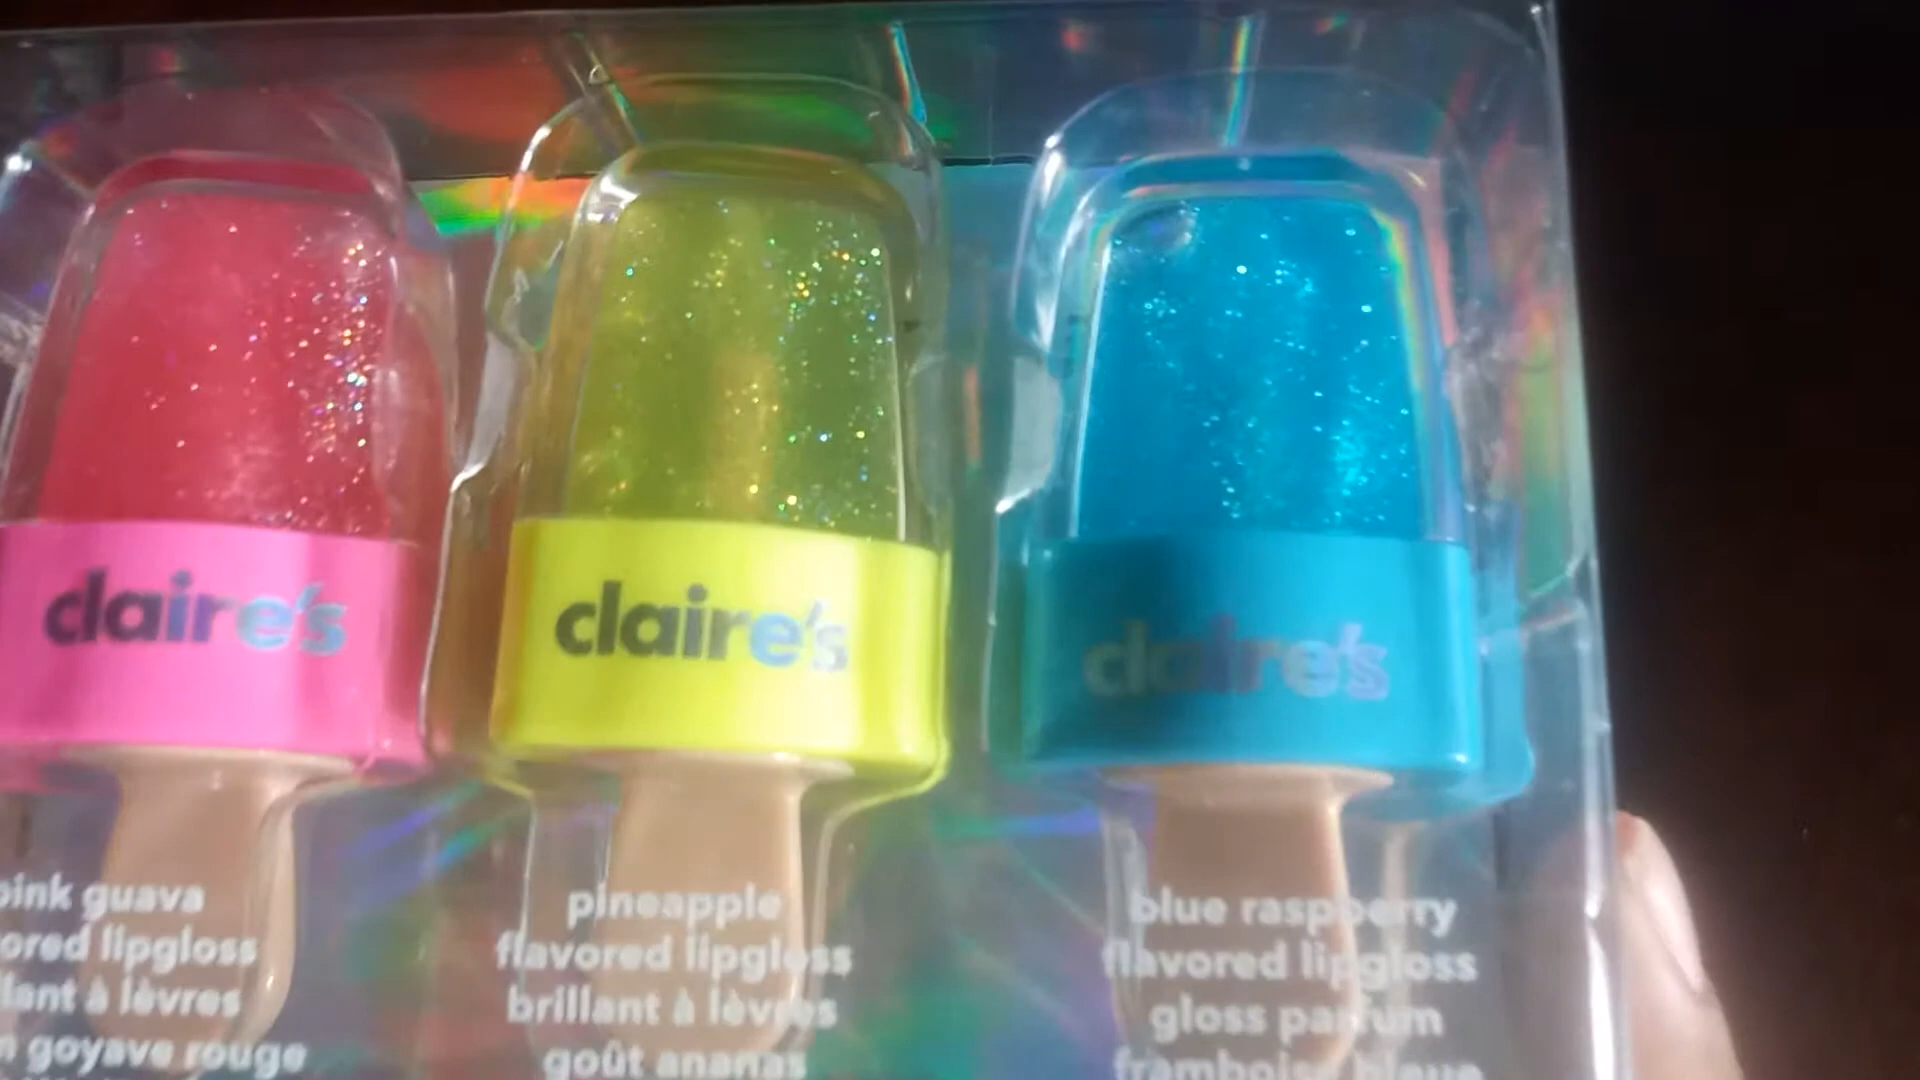 claire's
claire's
claire's
pink guava
ored lipgloss
lant à lèvres
goyave rouge
pineapple
flavored lipgloss
brillant à lèvres
goût ananas
blue raspberry
flavored lipgloss
gloss parfum
framboise bleue